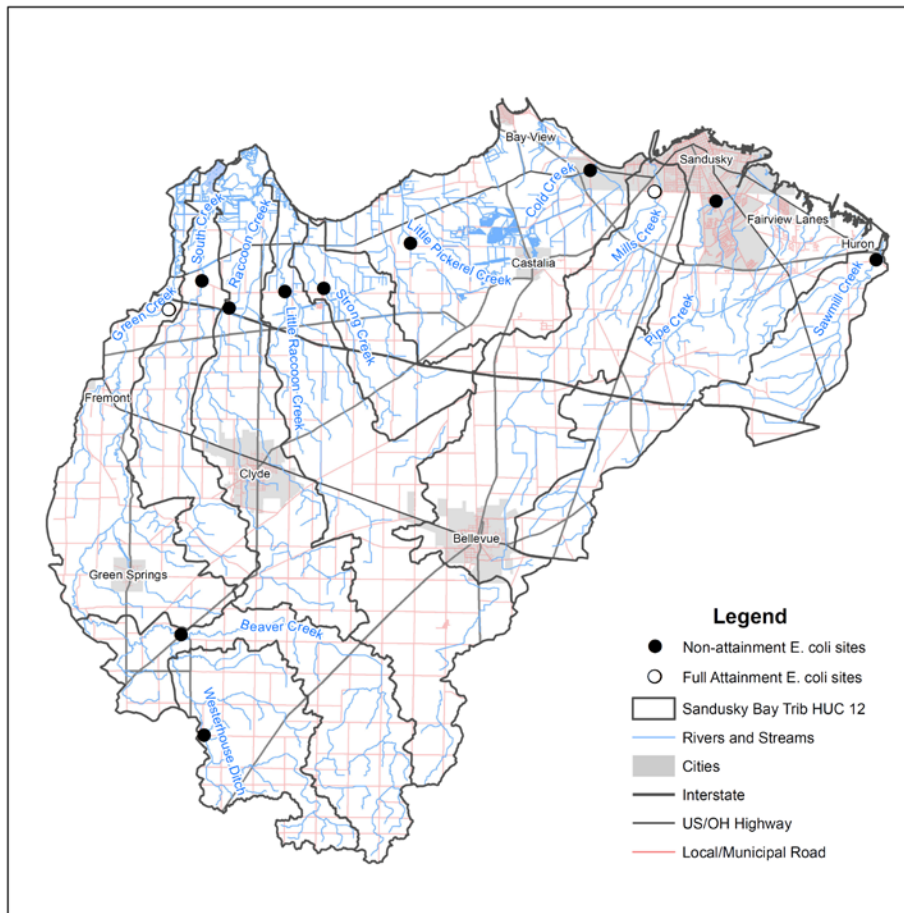 Bay View
Sandusky
Cold Creek
Fairview Lanes
South Creek
Raccoon Creek
Little Pickerel Creek
Castalia
Mills Creek
Huron
Green Creek
Little Raccoon Creek
Strong Creek
Pipe Creek
Sawmill Creek
Fremont
Clyde
Bellevue
Green Springs
Beaver Creek
Westerhouse Ditch
Legend
Non-attainment E. coli sites
Full Attainment E. coli sites
Sandusky Bay Trib HUC 12
Rivers and Streams
Cities
Interstate
US/OH Highway
Local/Municipal Road